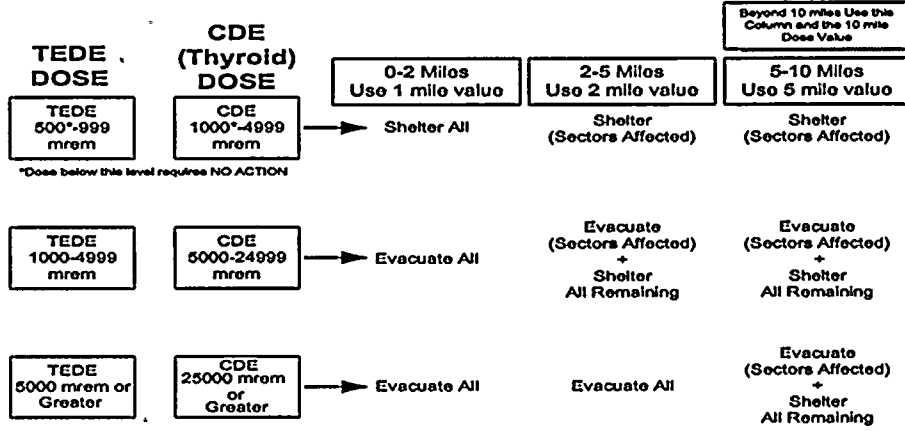 Beyond 10 miles Use this
Column and the 10 mile
Dose Value
TEDE
DOSE
CDE
(Thyroid)
DOSE
0-2 Miles
Use 1 mile value
2-5 Miles
Use 2 mile value
5-10 Miles
Use 5 mile value
TEDE
500*-999
mrem
CDE
1000*-4999
mrem
Shelter All
Shelter
(Sectors Affected)
Shelter
(Sectors Affected)
*Dose below this level requires NO ACTION
TEDE
1000-4999
mrem
CDE
5000-24999
mrem
Evacuate All
Evacuate
(Sectors Affected)
+
Shelter
All Remaining
Evacuate
(Sectors Affected)
+
Shelter
All Remaining
TEDE
5000 mrem or
Greater
CDE
25000 mrem
or
Greater
Evacuate All
Evacuate All
Evacuate
(Sectors Affected)
+
Shelter
All Remaining